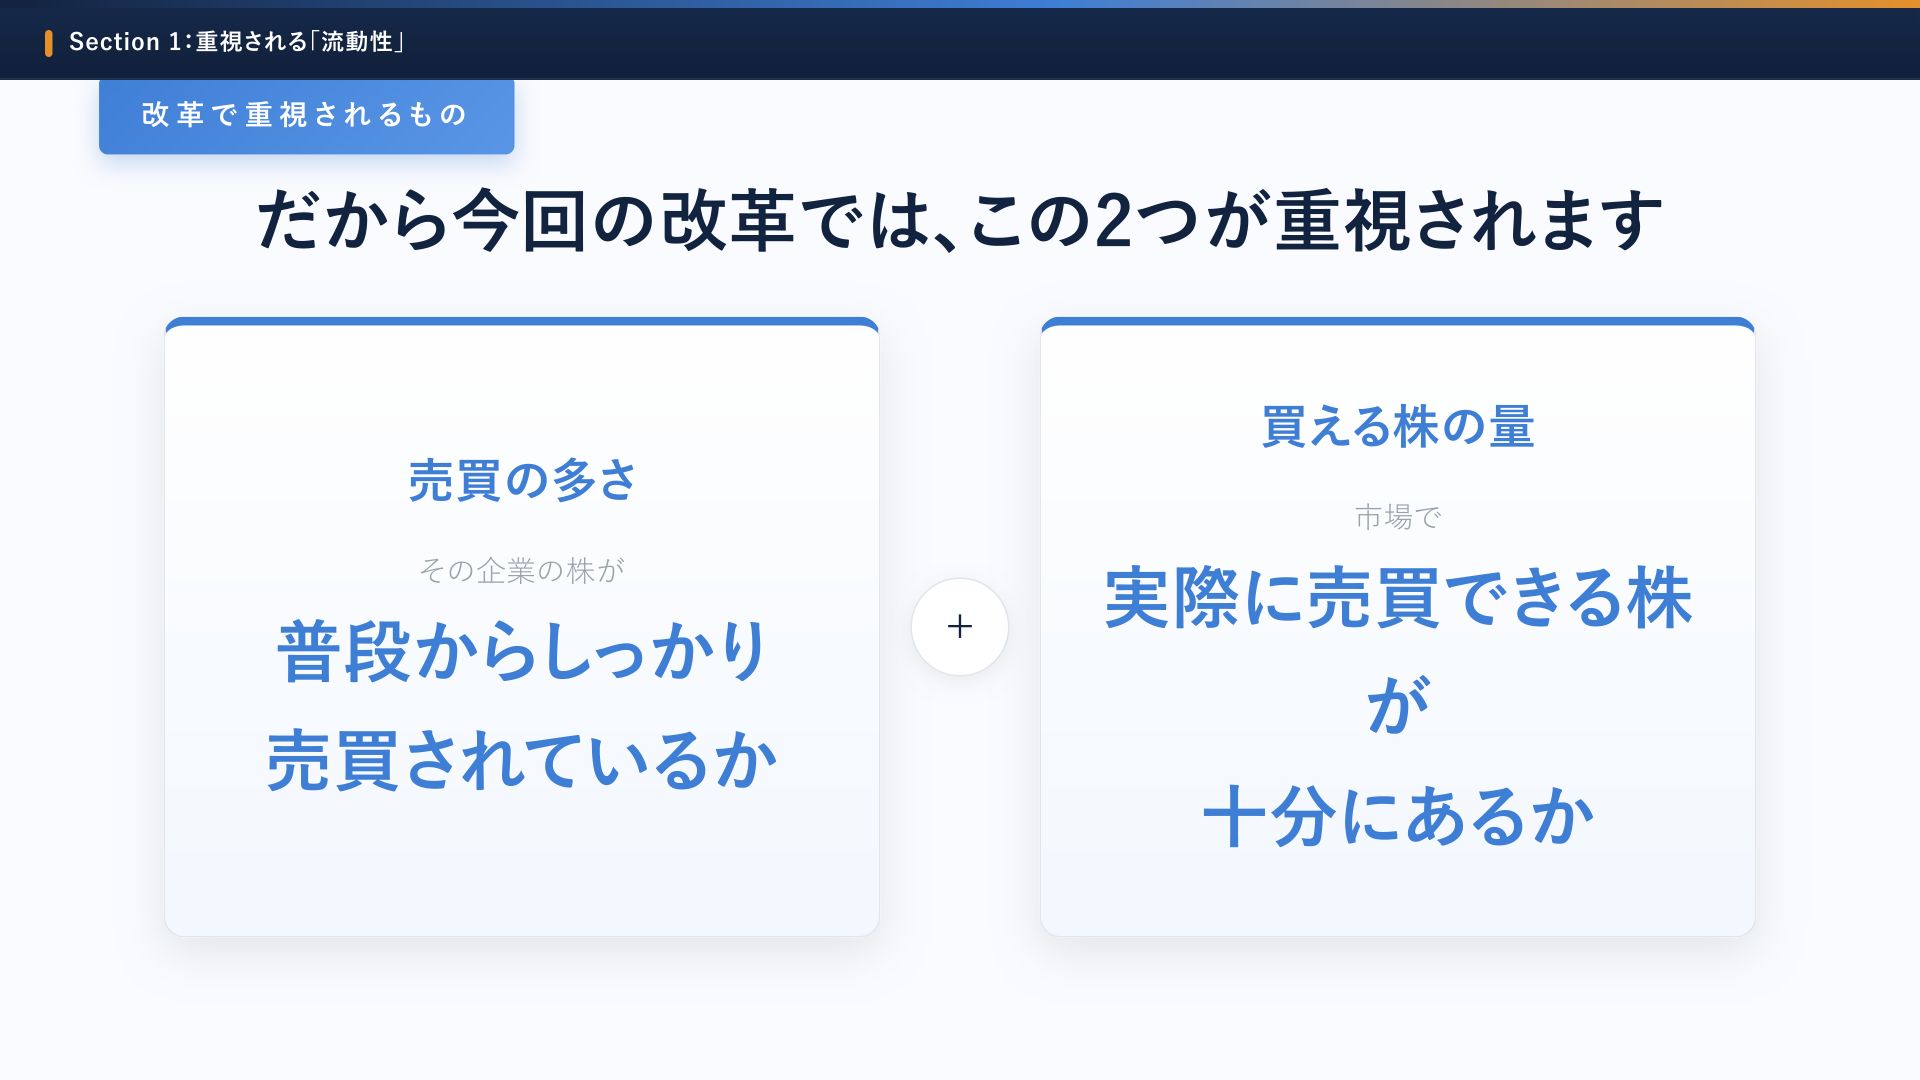 Section 1：重視される「流動性」
改革で重視されるもの
だから今回の改革では、この2つが重視されます
売買の多さ
その企業の株が
普段からしっかり
売買されているか
+
買える株の量
市場で
実際に売買できる株
が
十分にあるか